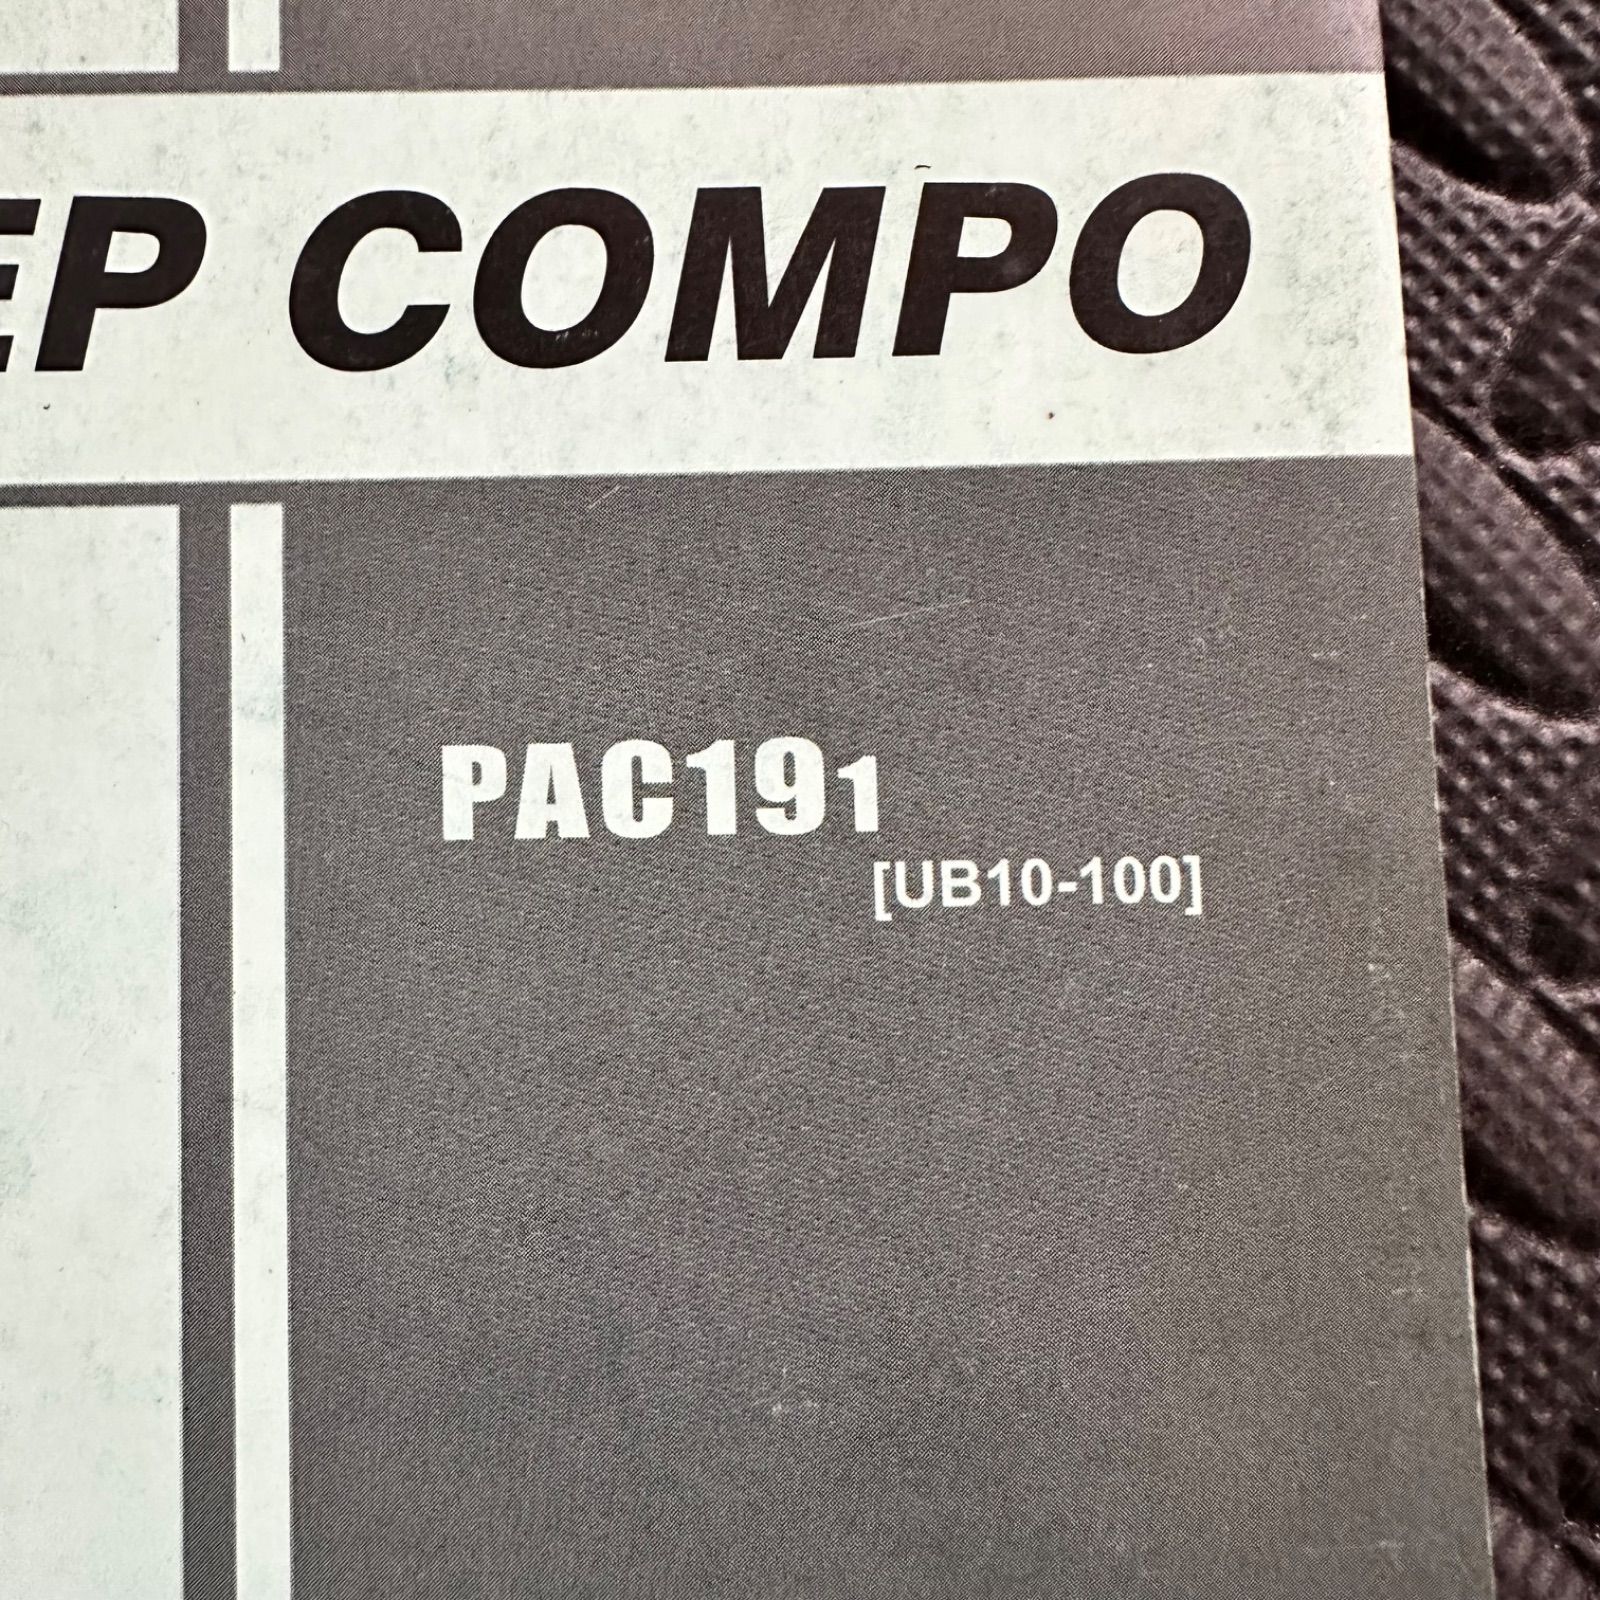 EP COMPO
PAC191
[UB10-100]